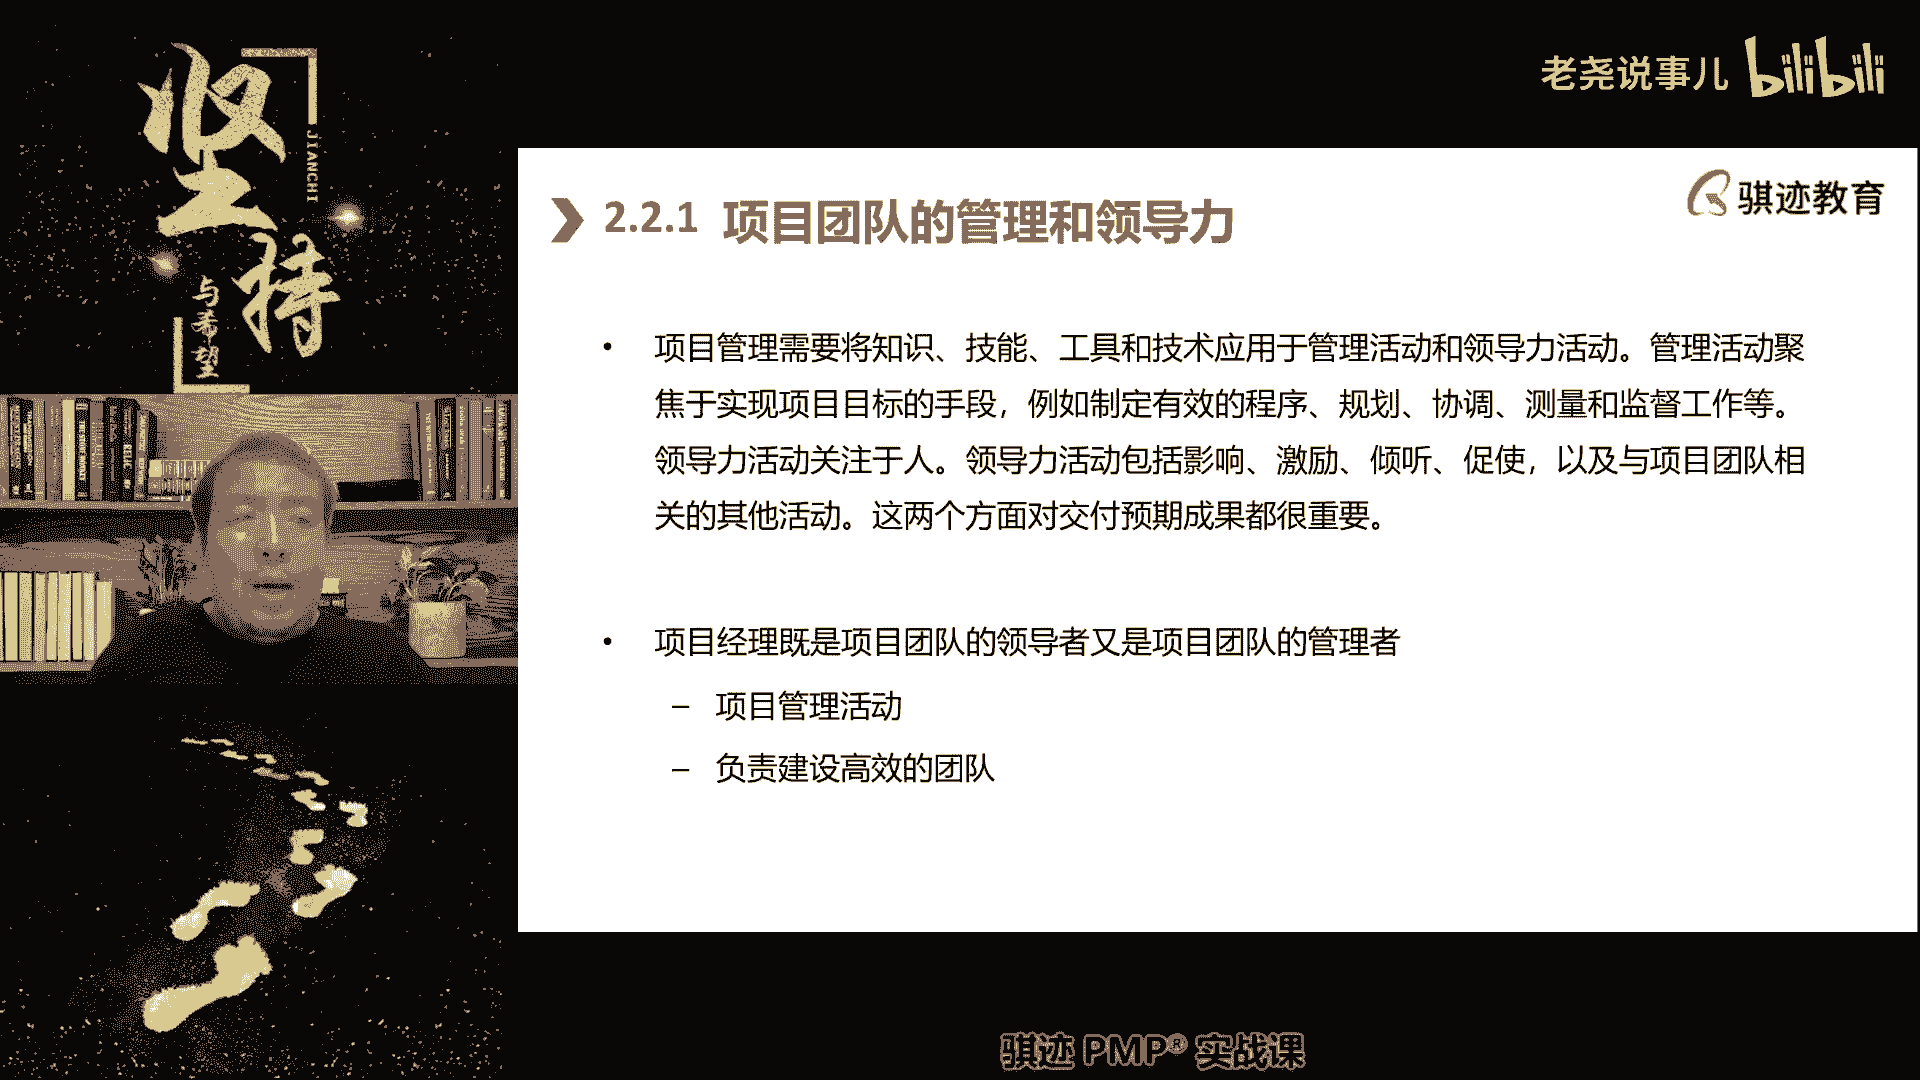 坚持
JIANCHI
与希望
老尧说事儿 bilibili
骐迹教育
2.2.1 项目团队的管理和领导力
• 项目管理需要将知识、技能、工具和技术应用于管理活动和领导力活动。管理活动聚
焦于实现项目目标的手段，例如制定有效的程序、规划、协调、测量和监督工作等。
领导力活动关注于人。领导力活动包括影响、激励、倾听、促使，以及与项目团队相
关的其他活动。这两个方面对交付预期成果都很重要。
• 项目经理既是项目团队的领导者又是项目团队的管理者
– 项目管理活动
– 负责建设高效的团队
骐迹 PMP® 实战课